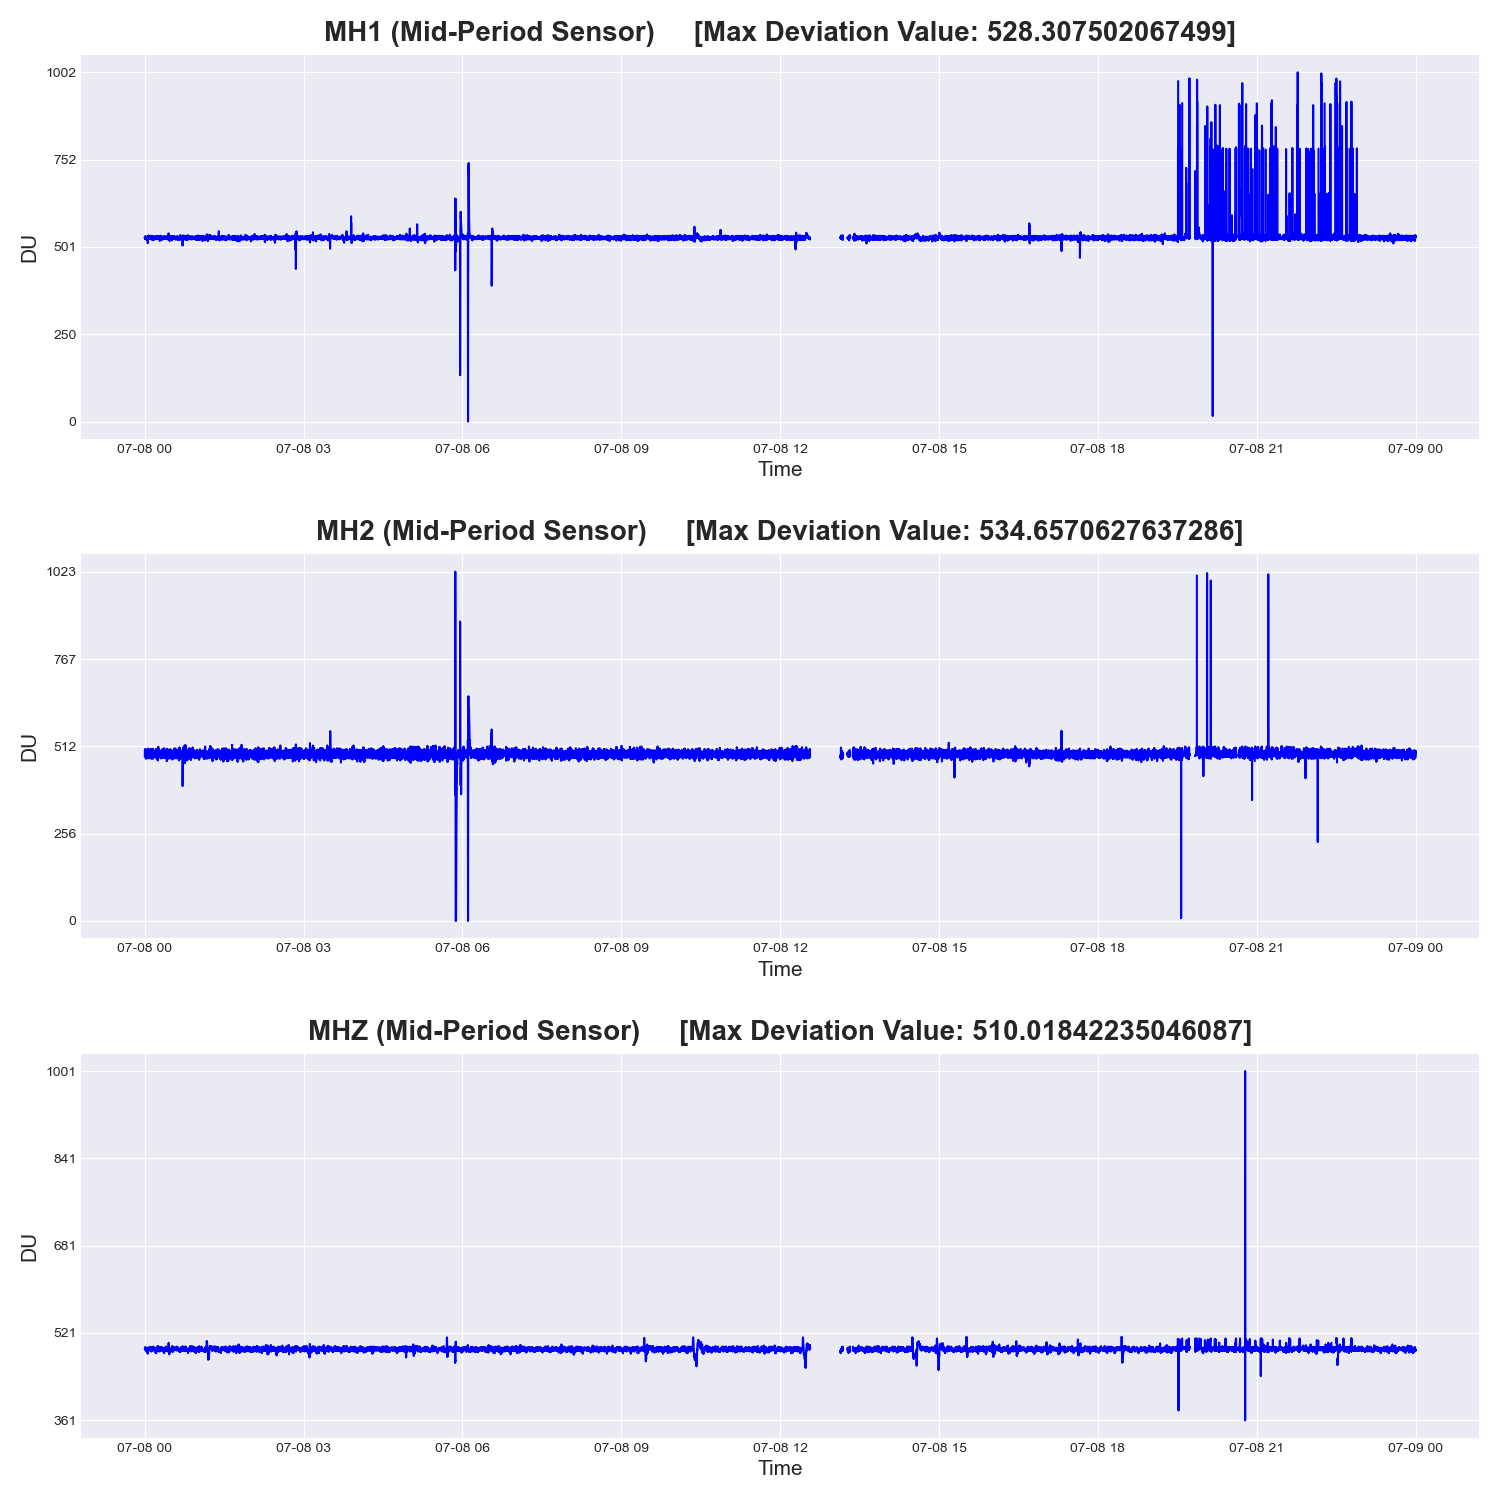 MH1 (Mid-Period Sensor) [Max Deviation Value: 528.307502067499]
1002
752
501
250
0
DU
07-08 00 07-08 03 07-08 06 07-08 09 07-08 12 07-08 15 07-08 18 07-08 21 07-09 00
Time
MH2 (Mid-Period Sensor) [Max Deviation Value: 534.6570627637286]
1023
767
512
256
0
DU
07-08 00 07-08 03 07-08 06 07-08 09 07-08 12 07-08 15 07-08 18 07-08 21 07-09 00
Time
MHZ (Mid-Period Sensor) [Max Deviation Value: 510.01842235046087]
1001
841
681
521
361
DU
07-08 00 07-08 03 07-08 06 07-08 09 07-08 12 07-08 15 07-08 18 07-08 21 07-09 00
Time